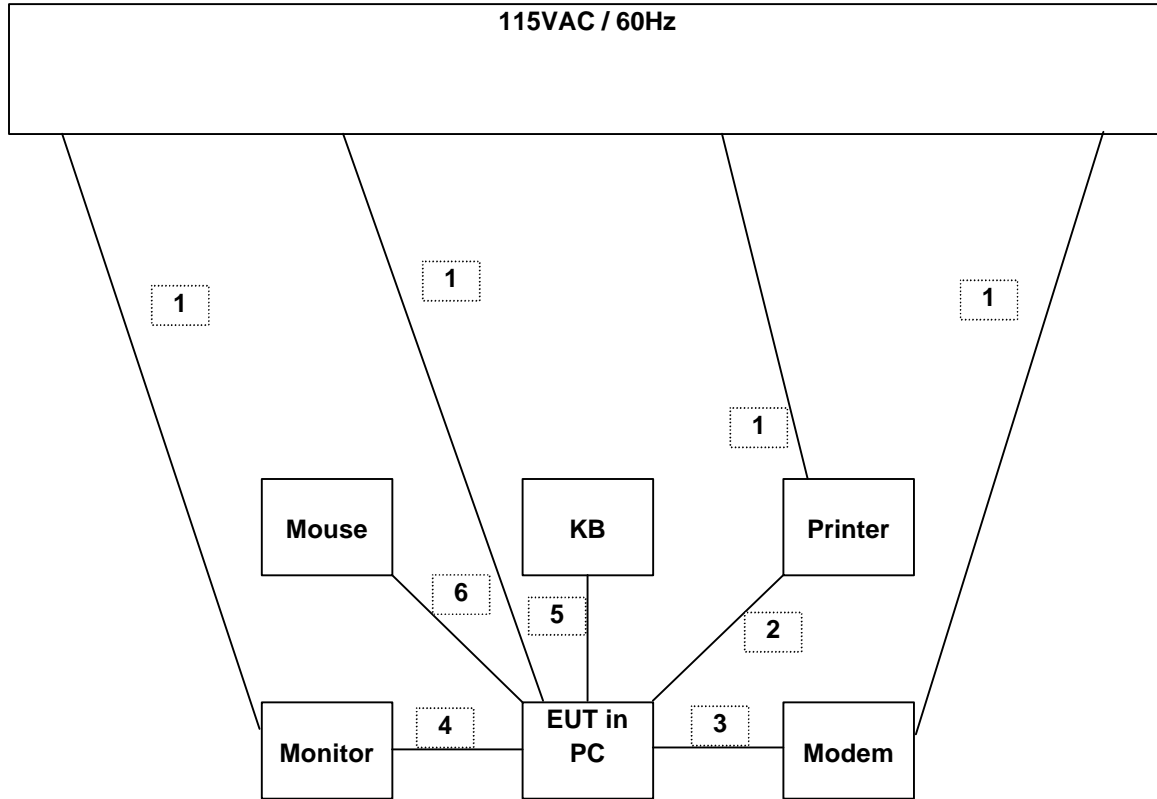 115VAC / 60Hz
1
1
1
1
Mouse
KB
Printer
6
5
2
Monitor
4
EUT in
PC
3
Modem